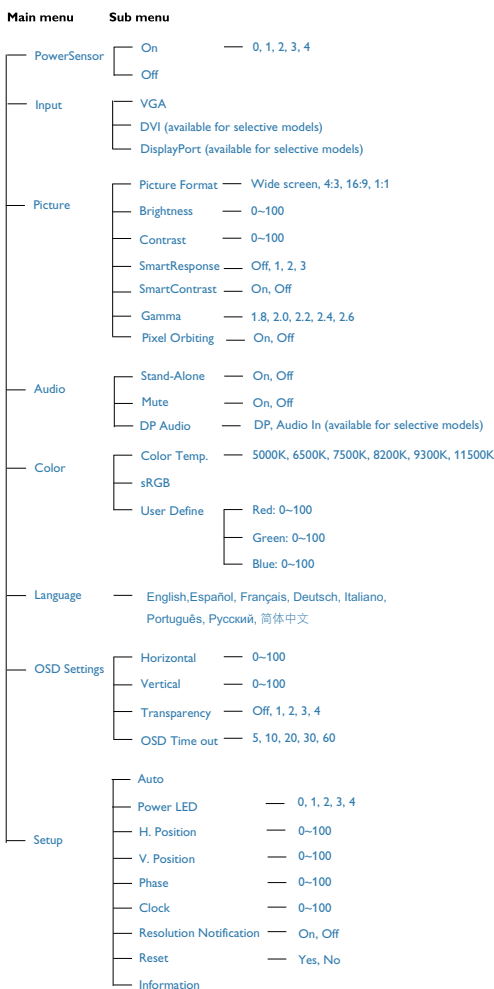 Main menu Sub menu
PowerSensor
On 0, 1, 2, 3, 4
Off
Input
VGA
DVI (available for selective models)
DisplayPort (available for selective models)
Picture
Picture Format Wide screen, 4:3, 16:9, 1:1
Brightness 0~100
Contrast 0~100
SmartResponse Off, 1, 2, 3
SmartContrast On, Off
Gamma 1.8, 2.0, 2.2, 2.4, 2.6
Pixel Orbiting On, Off
Audio
Stand-Alone On, Off
Mute On, Off
DP Audio DP, Audio In (available for selective models)
Color
Color Temp. 5000K, 6500K, 7500K, 8200K, 9300K, 11500K
sRGB
User Define Red: 0~100
Green: 0~100
Blue: 0~100
Language English,Español, Français, Deutsch, Italiano,
Português, Русский, 简体中文
OSD Settings
Horizontal 0~100
Vertical 0~100
Transparency Off, 1, 2, 3, 4
OSD Time out 5, 10, 20, 30, 60
Setup
Auto
Power LED 0, 1, 2, 3, 4
H. Position 0~100
V. Position 0~100
Phase 0~100
Clock 0~100
Resolution Notification On, Off
Reset Yes, No
Information